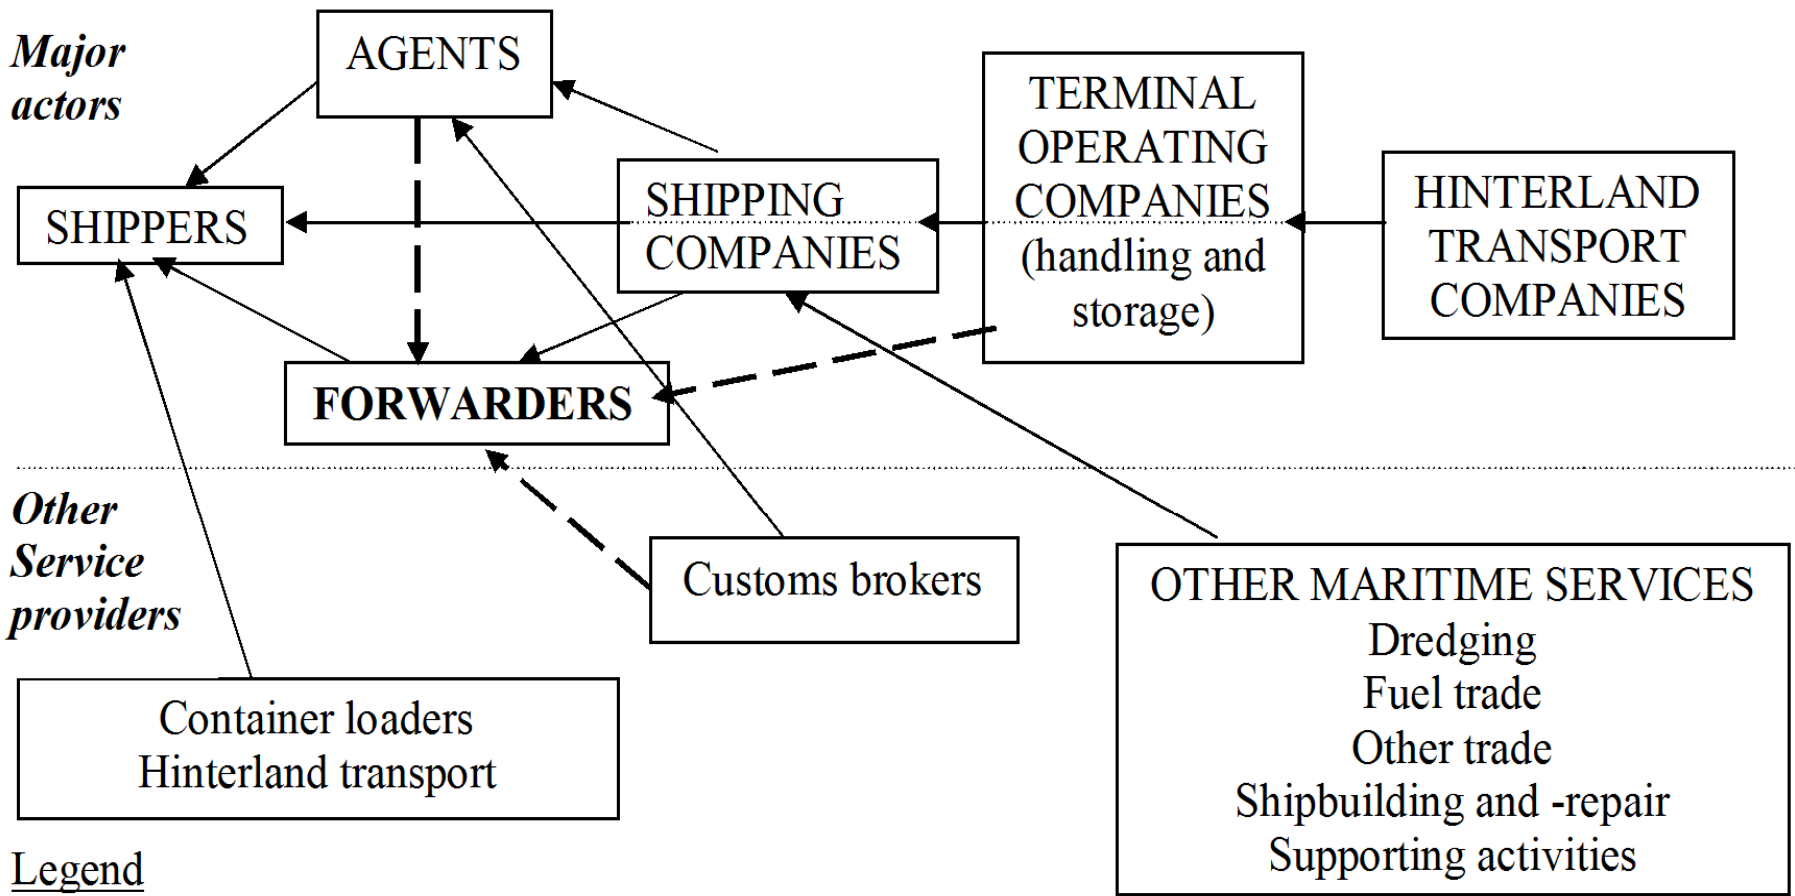 Major
actors
AGENTS
SHIPPERS
SHIPPING
COMPANIES
TERMINAL
OPERATING
COMPANIES
(handling and
storage)
HINTERLAND
TRANSPORT
COMPANIES
FORWARDERS
Other
Service
providers
Customs brokers
Container loaders
Hinterland transport
OTHER MARITIME SERVICES
Dredging
Fuel trade
Other trade
Shipbuilding and -repair
Supporting activities
Legend